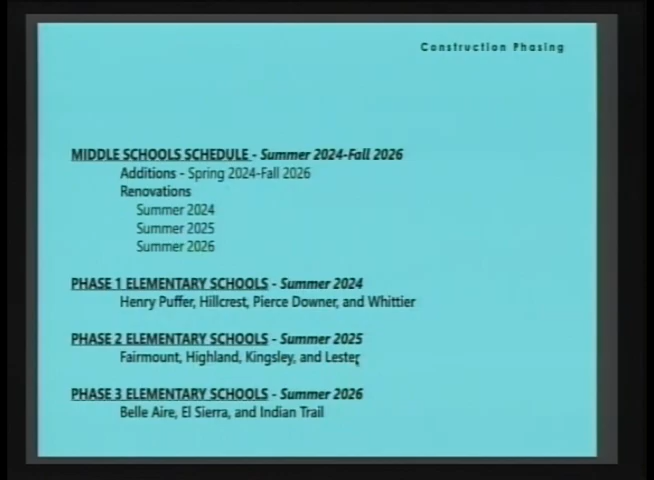 Construction Phasing
MIDDLE SCHOOLS SCHEDULE - Summer 2024-Fall 2026
Additions - Spring 2024-Fall 2026
Renovations
Summer 2024
Summer 2025
Summer 2026
PHASE 1 ELEMENTARY SCHOOLS - Summer 2024
Henry Puffer, Hillcrest, Pierce Downer, and Whittier
PHASE 2 ELEMENTARY SCHOOLS - Summer 2025
Fairmount, Highland, Kingsley, and Lester
PHASE 3 ELEMENTARY SCHOOLS - Summer 2026
Belle Aire, El Sierra, and Indian Trail